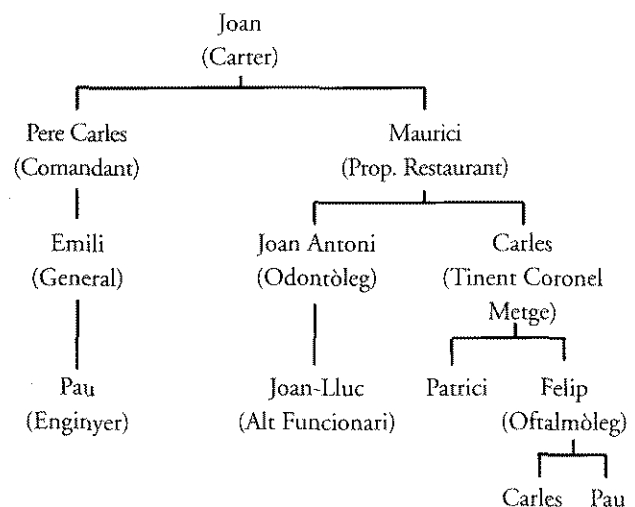 Joan
(Carter)
Pere Carles
(Comandant)
Maurici
(Prop. Restaurant)
Emili
(General)
Joan Antoni
(Odontòleg)
Carles
(Tinent Coronel
Metge)
Pau
(Enginyer)
Joan-Lluc
(Alt Funcionari)
Patrici
Felip
(Oftalmòleg)
Carles
Pau